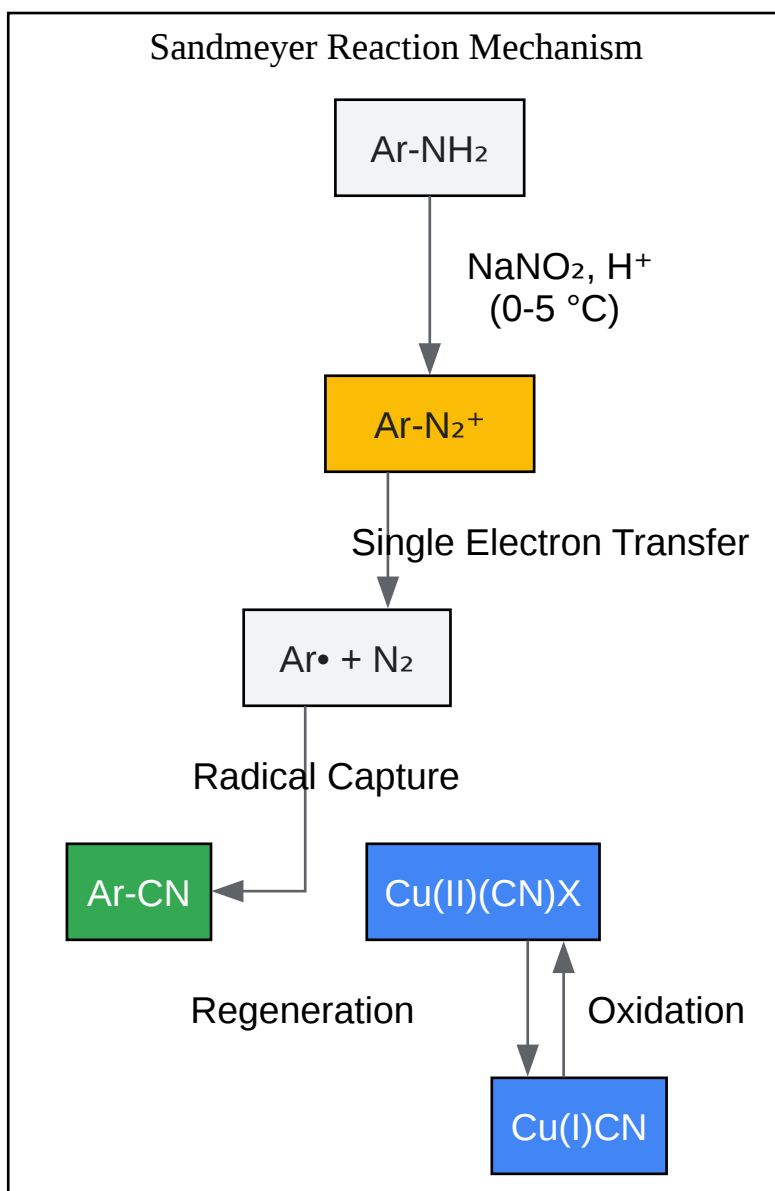 Sandmeyer Reaction Mechanism
Ar-NH₂
NaNO₂, H⁺
(0-5 °C)
Ar-N₂⁺
Single Electron Transfer
Ar• + N₂
Radical Capture
Ar-CN
Cu(II)(CN)X
Regeneration
Oxidation
Cu(I)CN